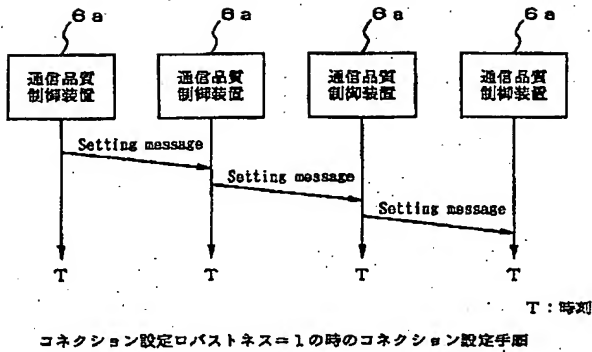 6a 6a 6a 6a
通信品質 通信品質 通信品質 通信品質
制御装置 制御装置 制御装置 制御装置
Setting message
Setting message
Setting message
T T T T
T:時刻
コネクション設定ロバストネス=1の時のコネクション設定手順